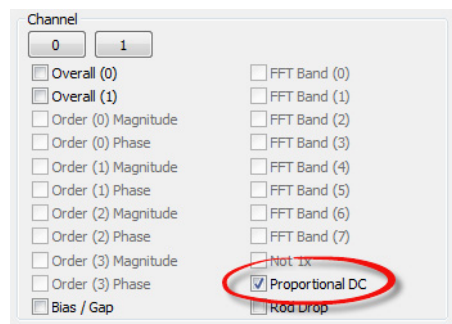 Channel
0 1
Overall (0) FFT Band (0)
Overall (1) FFT Band (1)
Order (0) Magnitude FFT Band (2)
Order (0) Phase FFT Band (3)
Order (1) Magnitude FFT Band (4)
Order (1) Phase FFT Band (5)
Order (2) Magnitude FFT Band (6)
Order (2) Phase FFT Band (7)
Order (3) Magnitude Not 1x
Order (3) Phase Proportional DC
Bias / Gap Rod Drop